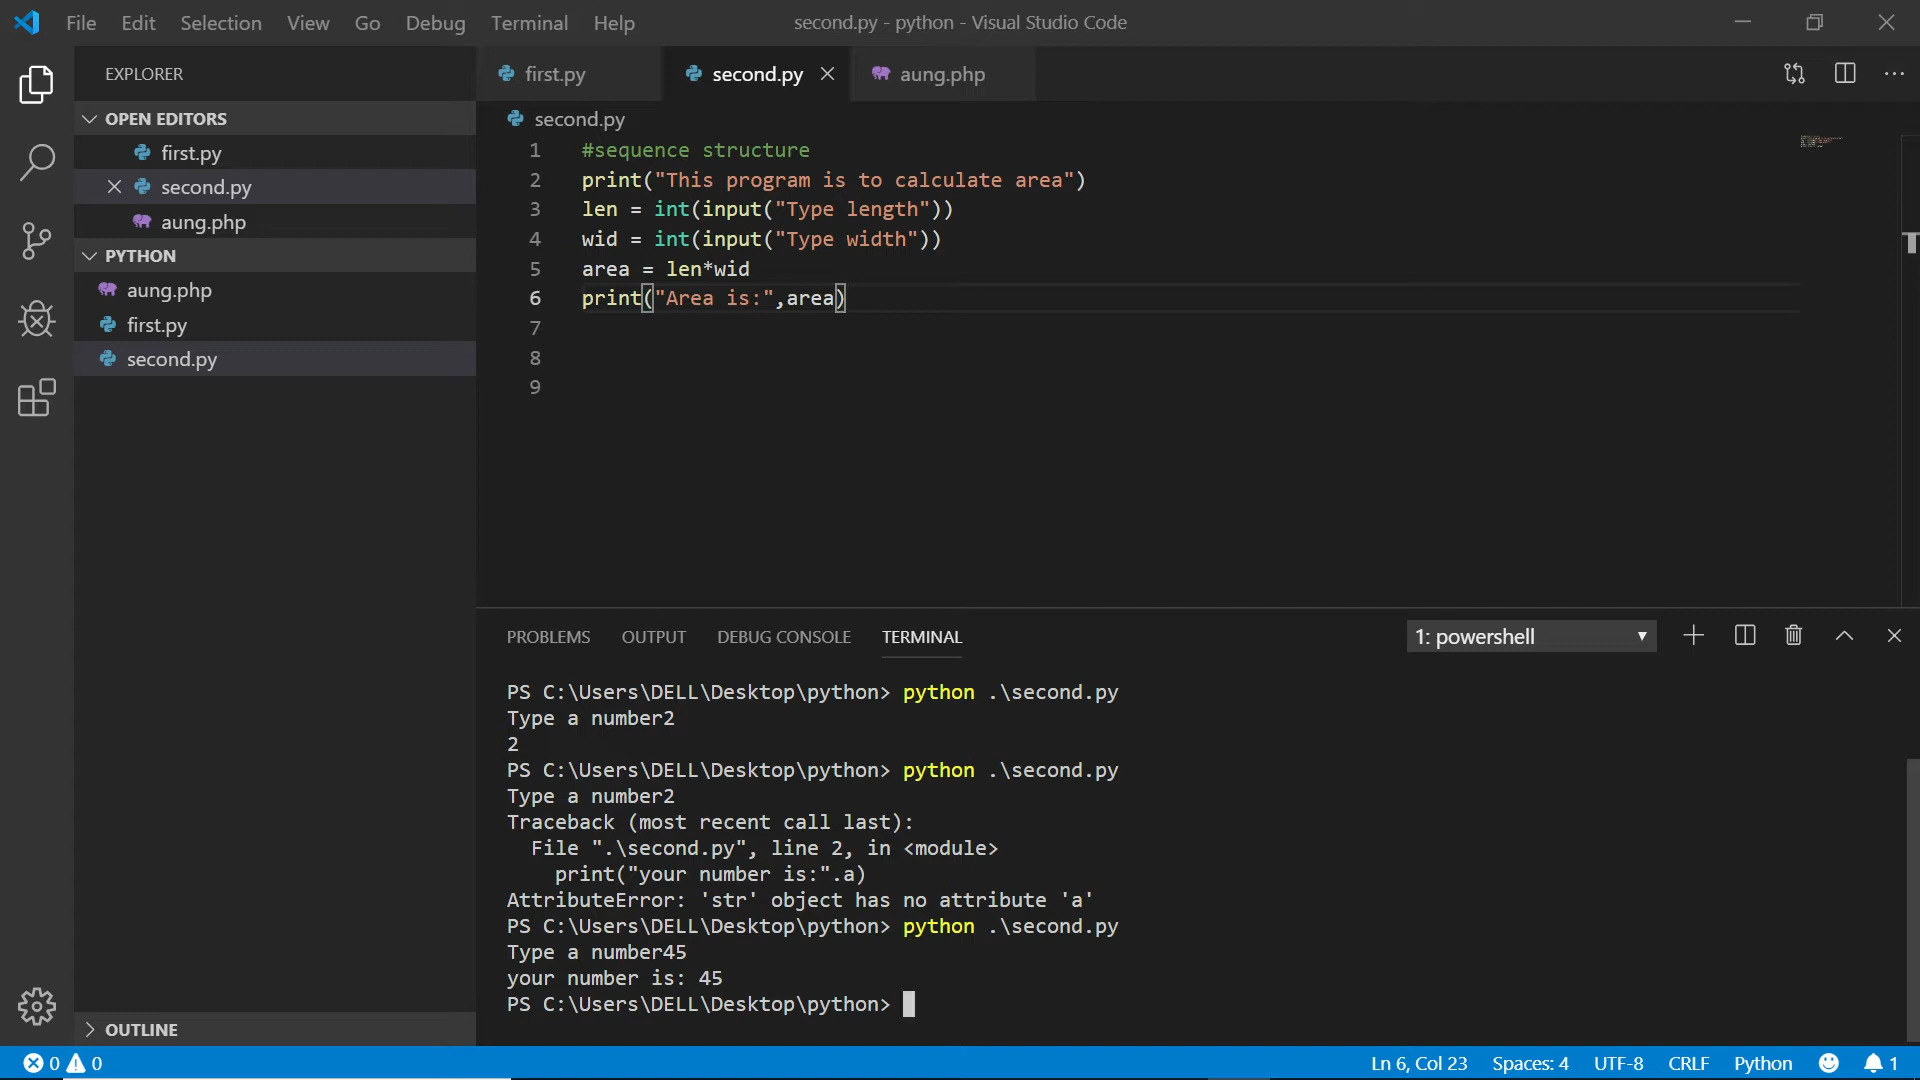 File Edit Selection View Go Debug Terminal Help second.py - python - Visual Studio Code
EXPLORER
OPEN EDITORS
first.py
second.py
aung.php
PYTHON
aung.php
first.py
second.py
OUTLINE
first.py second.py aung.php
second.py
1 #sequence structure
2 print("This program is to calculate area")
3 len = int(input("Type length"))
4 wid = int(input("Type width"))
5 area = len*wid
6 print("Area is:",area)
7
8
9
PROBLEMS OUTPUT DEBUG CONSOLE TERMINAL 1: powershell
PS C:\Users\DELL\Desktop\python> python .\second.py
Type a number2
2
PS C:\Users\DELL\Desktop\python> python .\second.py
Type a number2
Traceback (most recent call last):
  File ".\second.py", line 2, in <module>
    print("your number is:".a)
AttributeError: 'str' object has no attribute 'a'
PS C:\Users\DELL\Desktop\python> python .\second.py
Type a number45
your number is: 45
PS C:\Users\DELL\Desktop\python>
0 0 Ln 6, Col 23 Spaces: 4 UTF-8 CRLF Python 1